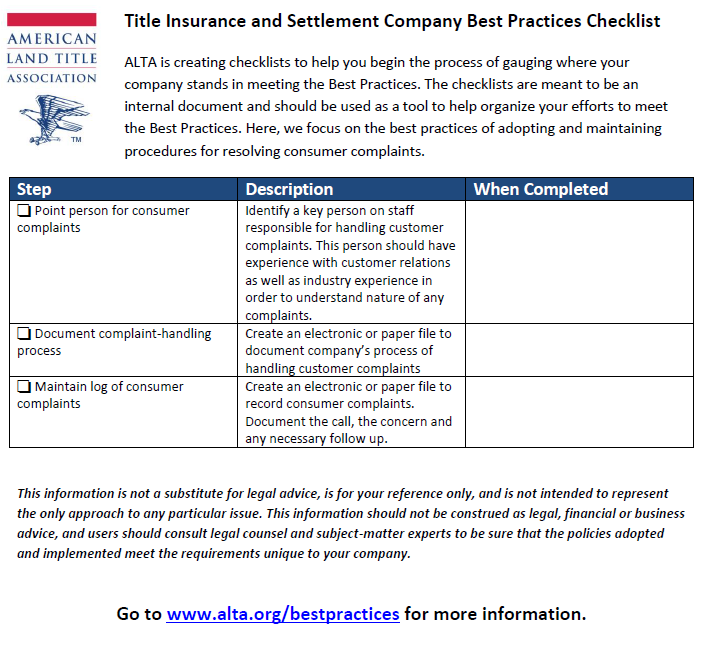 AMERICAN
LAND TITLE
ASSOCIATION
TM
Title Insurance and Settlement Company Best Practices Checklist
ALTA is creating checklists to help you begin the process of gauging where your
company stands in meeting the Best Practices. The checklists are meant to be an
internal document and should be used as a tool to help organize your efforts to meet
the Best Practices. Here, we focus on the best practices of adopting and maintaining
procedures for resolving consumer complaints.
Step Description When Completed
❏ Point person for consumer
complaints
Identify a key person on staff
responsible for handling customer
complaints. This person should have
experience with customer relations
as well as industry experience in
order to understand nature of any
complaints.
❏ Document complaint-handling
process
Create an electronic or paper file to
document company’s process of
handling customer complaints
❏ Maintain log of consumer
complaints
Create an electronic or paper file to
record consumer complaints.
Document the call, the concern and
any necessary follow up.
This information is not a substitute for legal advice, is for your reference only, and is not intended to represent
the only approach to any particular issue. This information should not be construed as legal, financial or business
advice, and users should consult legal counsel and subject-matter experts to be sure that the policies adopted
and implemented meet the requirements unique to your company.
Go to www.alta.org/bestpractices for more information.